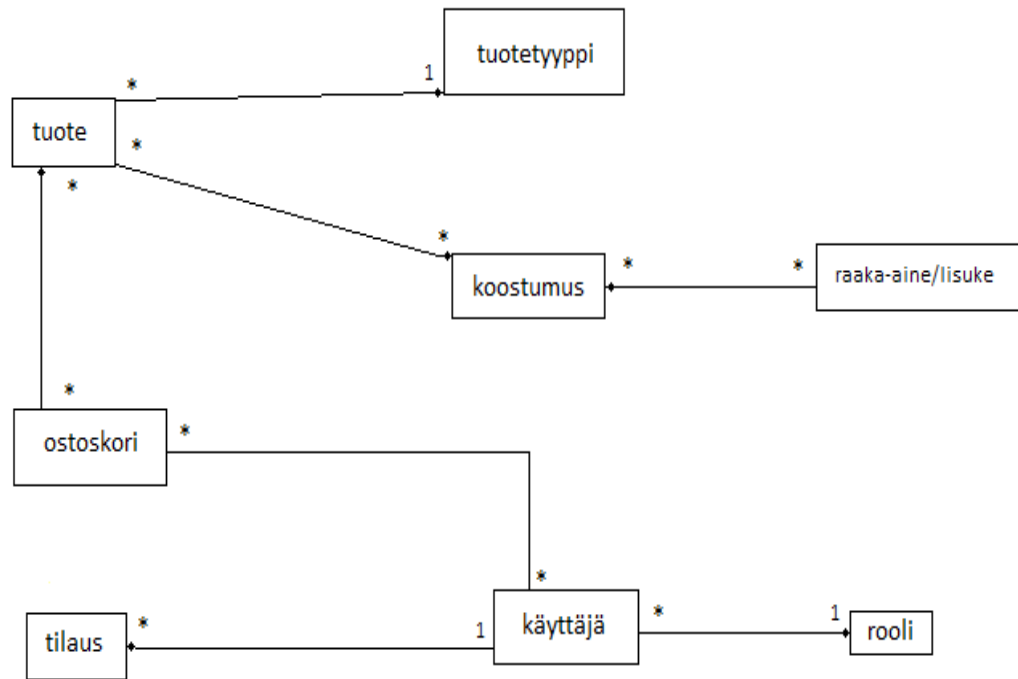 tuotetyyppi
* 1
tuote
*
*
*
koostumus
* *
raaka-aine/lisuke
*
ostoskori
*
*
käyttäjä
* 1
rooli
tilaus
* 1